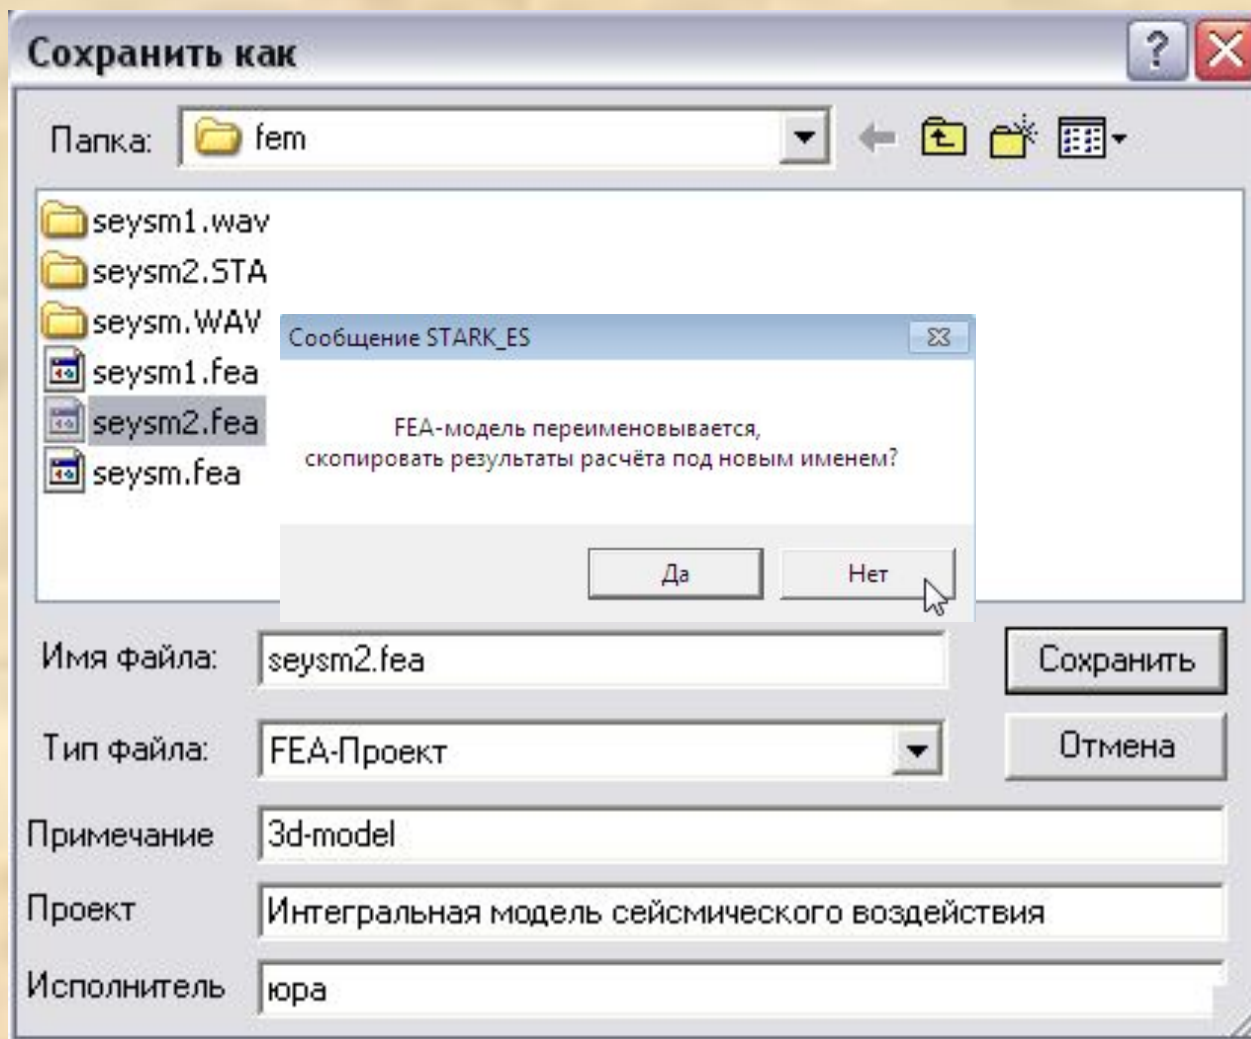 Сохранить как
Папка: fem
seysm1.wav
seysm2.STA
seysm.WAV
seysm1.fea
seysm2.fea
seysm.fea
Сообщение STARK_ES
FEA-модель переименовывается,
скопировать результаты расчёта под новым именем?
Да Нет
Имя файла: seysm2.fea Сохранить
Тип файла: FEA-Проект Отмена
Примечание 3d-model
Проект Интегральная модель сейсмического воздействия
Исполнитель юра